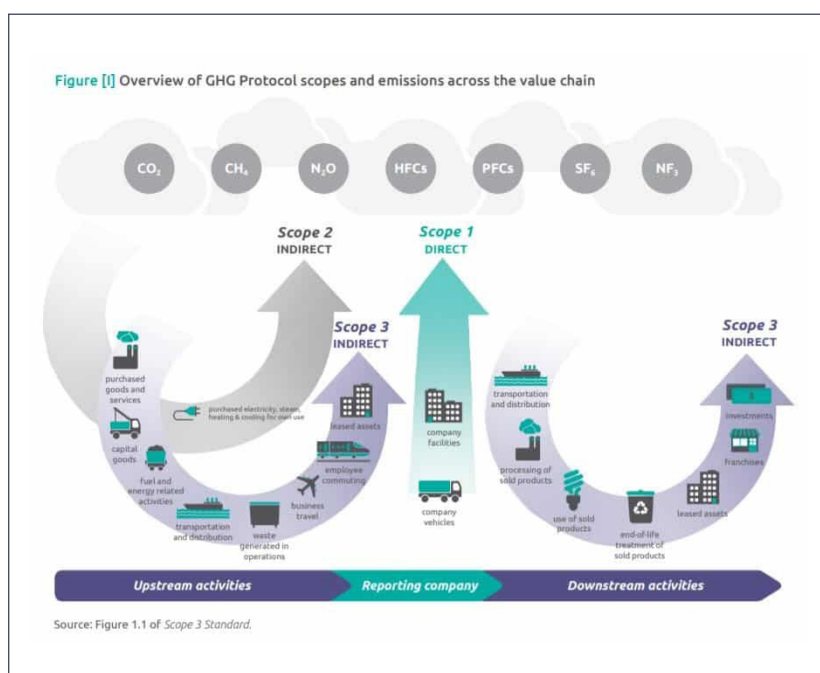 Figure [I] Overview of GHG Protocol scopes and emissions across the value chain
CO₂
CH₄
N₂O
HFCs
PFCs
SF₆
NF₃
Scope 2
INDIRECT
Scope 1
DIRECT
Scope 3
INDIRECT
Scope 3
INDIRECT
purchased
goods and
services
capital
goods
fuel and
energy related
activities
purchased electricity, steam,
heating & cooling for own use
transportation
and distribution
waste
generated in
operations
business
travel
employee
commuting
leased assets
company
facilities
company
vehicles
transportation
and distribution
processing of
sold products
use of sold
products
end-of-life
treatment of
sold products
leased assets
franchises
investments
Upstream activities
Reporting company
Downstream activities
Source: Figure 1.1 of Scope 3 Standard.